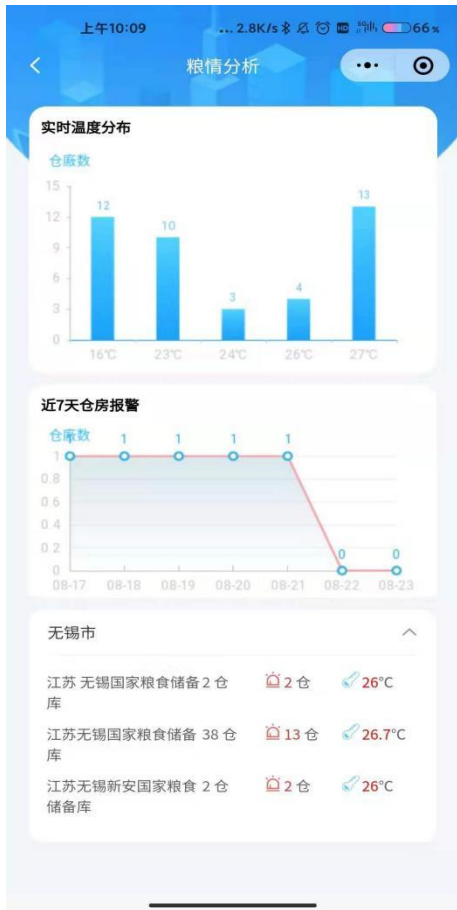 上午10:09 ... 2.8K/s HD 5G 66%
粮情分析
实时温度分布
仓廒数
15
12
9
6
3
0
12
10
3
4
13
16℃ 23℃ 24℃ 26℃ 27℃
近7天仓房报警
仓廒数
1
0.8
0.6
0.4
0.2
0
1 1 1 1 1 0 0
08-17 08-18 08-19 08-20 08-21 08-22 08-23
无锡市
江苏 无锡国家粮食储备 2 仓 2 仓 26°C
库
江苏无锡国家粮食储备 38 仓 13 仓 26.7°C
库
江苏无锡新安国家粮食 2 仓 2 仓 26°C
储备库